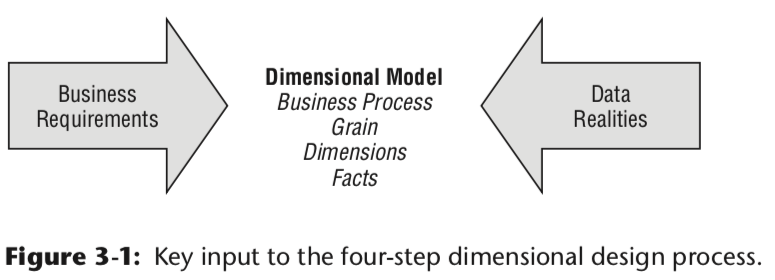 Business
Requirements
Dimensional Model
Business Process
Grain
Dimensions
Facts
Data
Realities
Figure 3-1: Key input to the four-step dimensional design process.